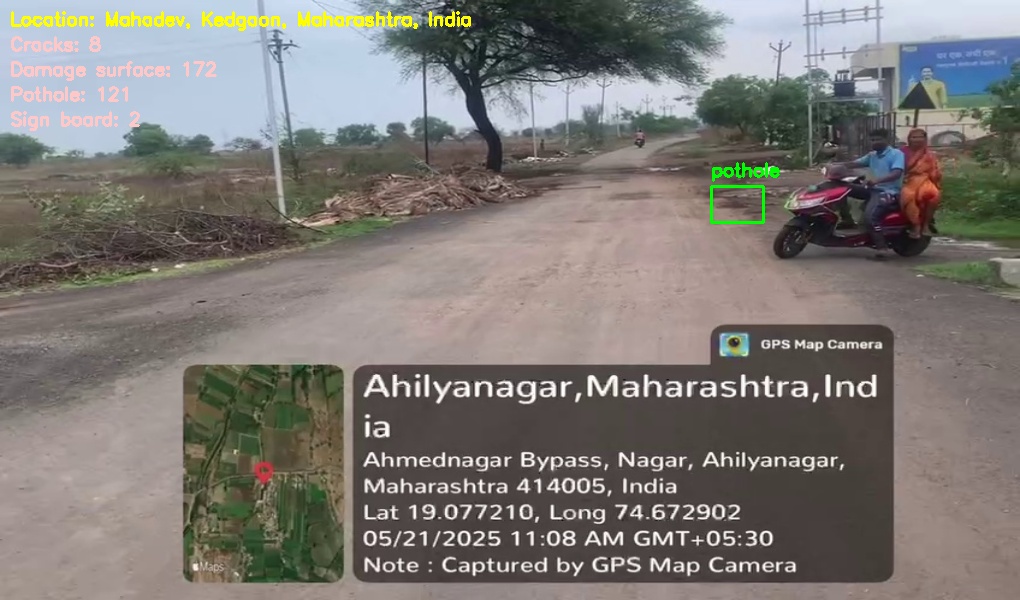 Location: Mahadev, Kedgaon, Maharashtra, India
Cracks: 8
Damage surface: 172
Pothole: 121
Sign board: 2
pothole
GPS Map Camera
Ahilyanagar,Maharashtra,Ind
ia
Ahmednagar Bypass, Nagar, Ahilyanagar,
Maharashtra 414005, India
Lat 19.077210, Long 74.672902
05/21/2025 11:08 AM GMT+05:30
Note : Captured by GPS Map Camera
Maps